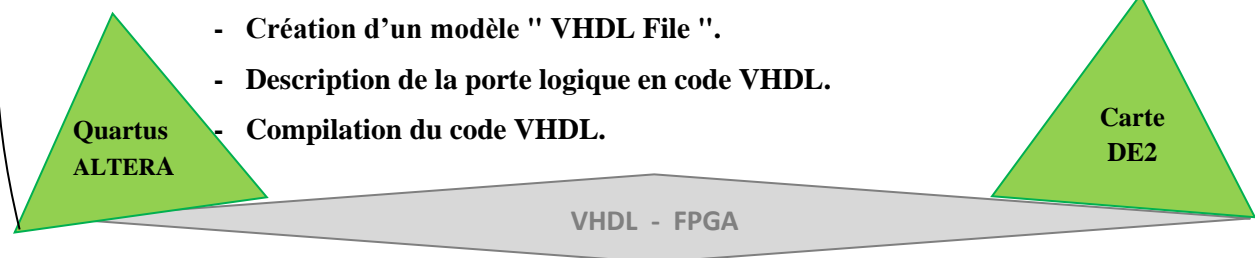 - Création d’un modèle " VHDL File ".
- Description de la porte logique en code VHDL.
- Compilation du code VHDL.
Quartus
ALTERA
Carte
DE2
VHDL - FPGA